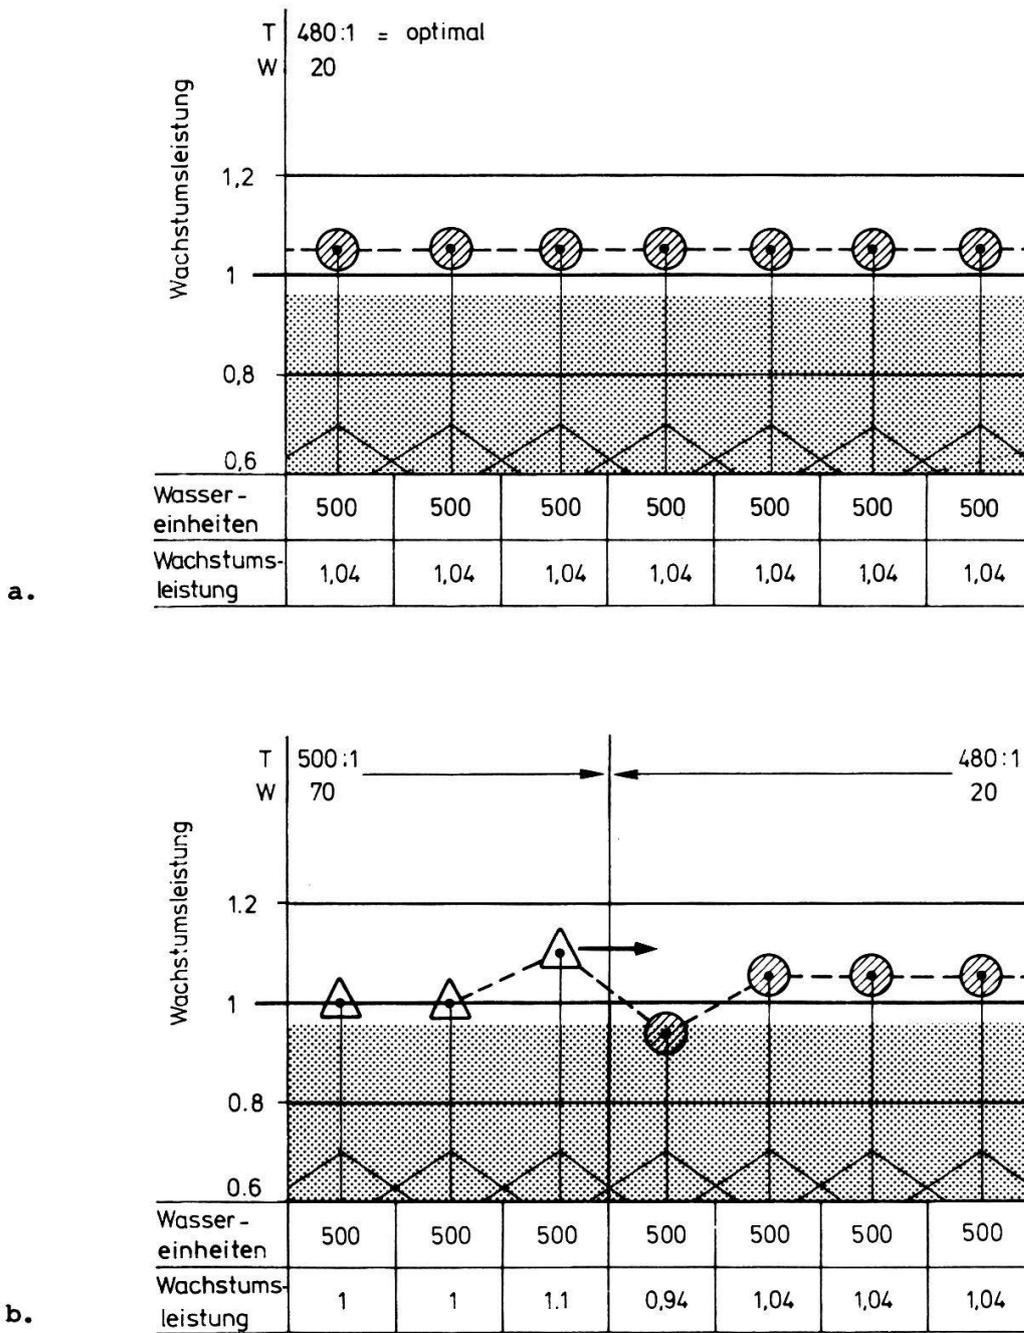 T 480:1 = optimal
W 20
Wachstumsleistung
1,2
1
0,8
0,6
Wasser-
einheiten 500 500 500 500 500 500 500
Wachstums-
leistung 1,04 1,04 1,04 1,04 1,04 1,04 1,04
a.
T 500:1 480:1
W 70 20
Wachstumsleistung
1.2
1
0.8
0.6
Wasser-
einheiten 500 500 500 500 500 500 500
Wachstums-
leistung 1 1 1.1 0,94 1,04 1,04 1,04
b.